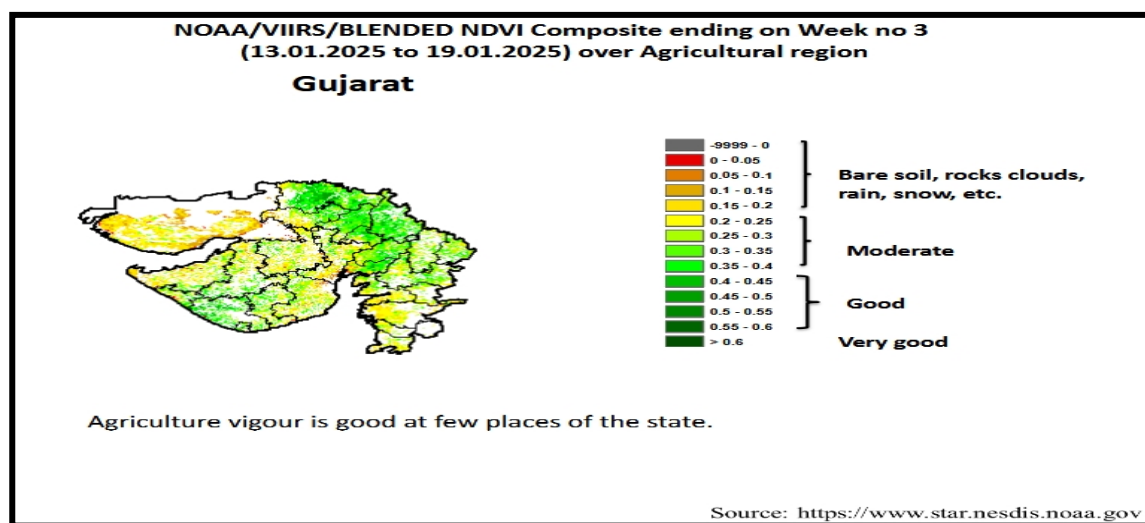 NOAA/VIIRS/BLENDED NDVI Composite ending on Week no 3
(13.01.2025 to 19.01.2025) over Agricultural region
Gujarat
-9999 - 0
0 - 0.05
0.05 - 0.1
0.1 - 0.15
0.15 - 0.2
Bare soil, rocks clouds,
rain, snow, etc.
0.2 - 0.25
0.25 - 0.3
0.3 - 0.35
0.35 - 0.4
Moderate
0.4 - 0.45
0.45 - 0.5
0.5 - 0.55
0.55 - 0.6
Good
> 0.6
Very good
Agriculture vigour is good at few places of the state.
Source: https://www.star.nesdis.noaa.gov